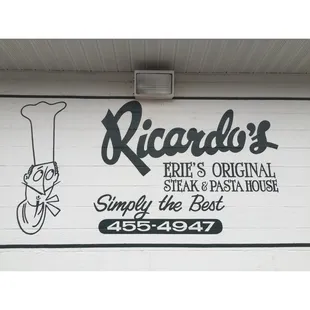 Ricardo's
ERIE'S ORIGINAL
STEAK & PASTA HOUSE
Simply the Best
455-4947